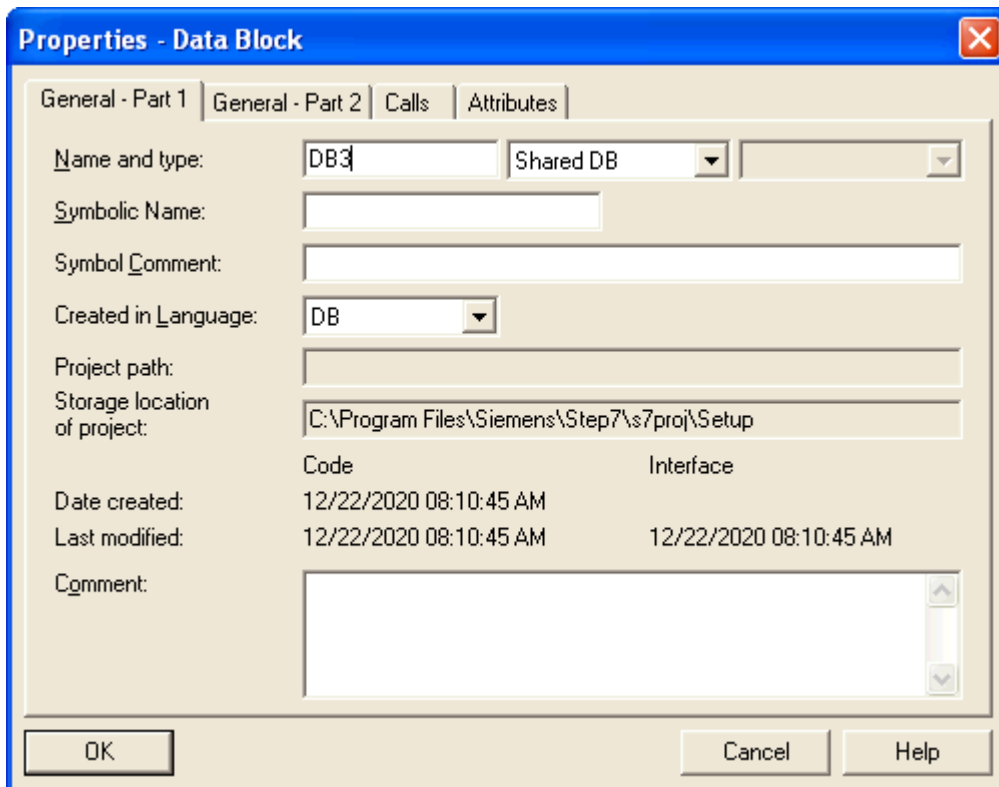 Properties - Data Block
General - Part 1 General - Part 2 Calls Attributes
Name and type: DB3 Shared DB
Symbolic Name:
Symbol Comment:
Created in Language: DB
Project path:
Storage location
of project: C:\Program Files\Siemens\Step7\s7proj\Setup
Code Interface
Date created: 12/22/2020 08:10:45 AM
Last modified: 12/22/2020 08:10:45 AM 12/22/2020 08:10:45 AM
Comment:
OK Cancel Help